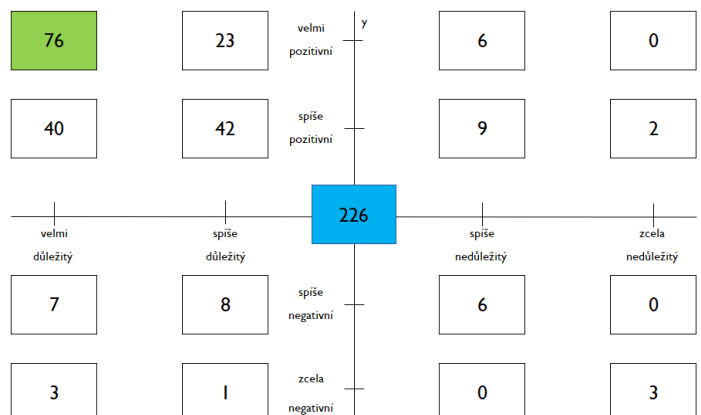 y
76 23 velmi pozitivní 6 0
40 42 spíše pozitivní 9 2
226
velmi důležitý spíše důležitý spíše nedůležitý zcela nedůležitý
7 8 spíše negativní 6 0
3 1 zcela negativní 0 3